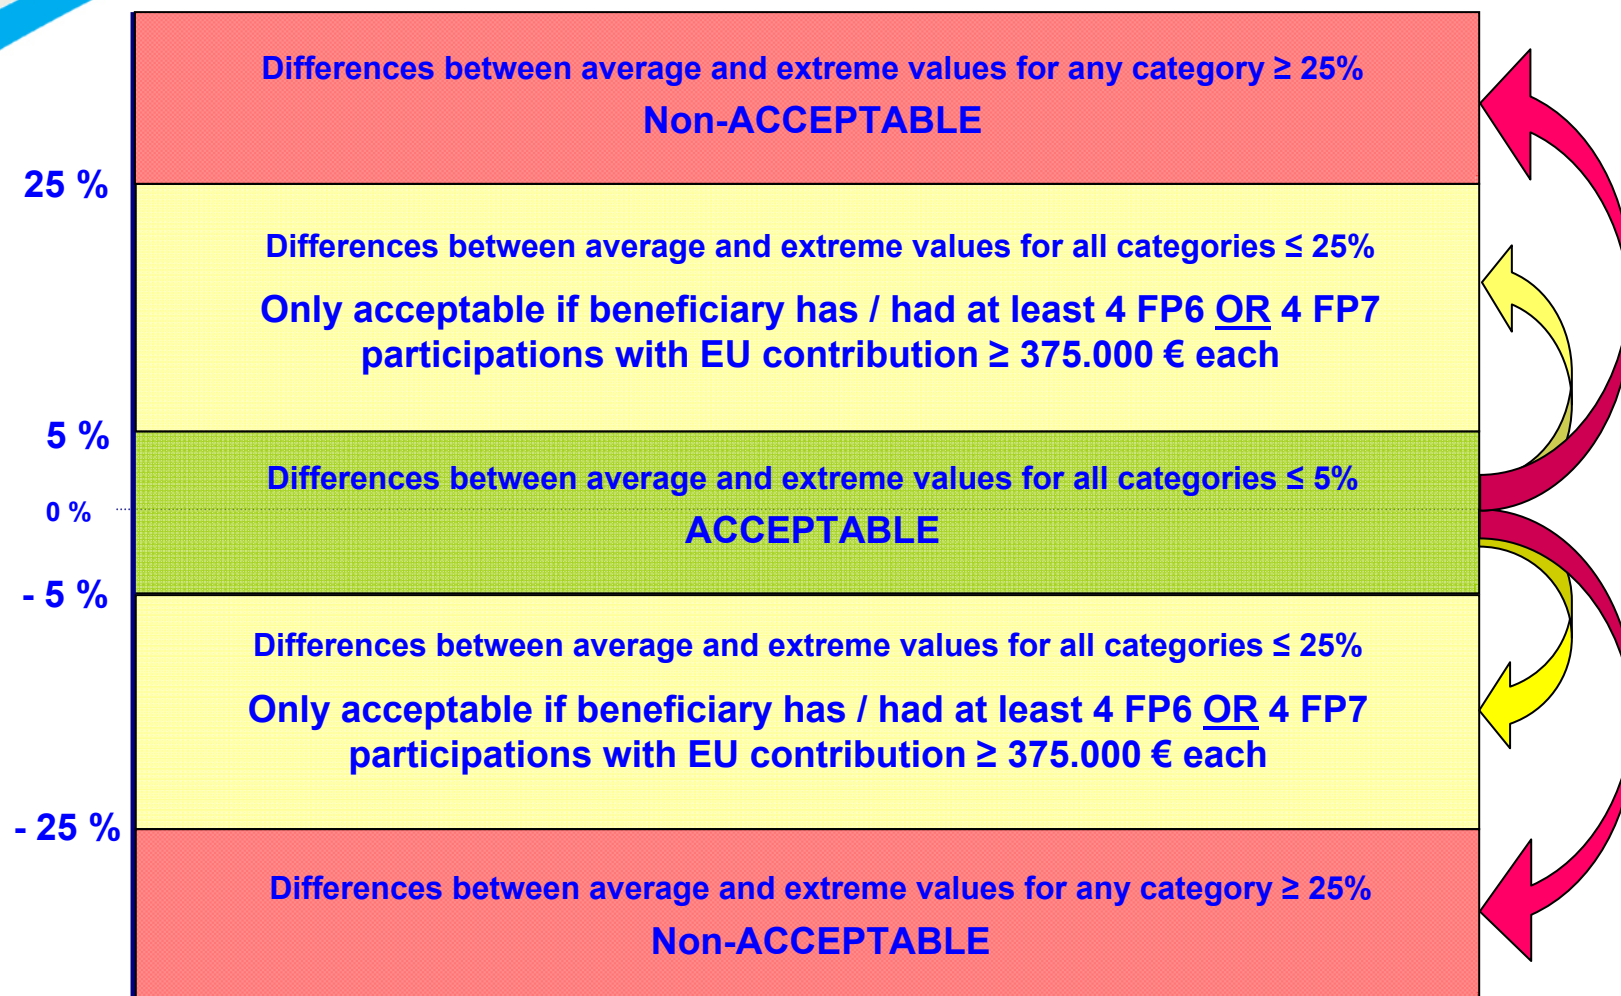 Differences between average and extreme values for any category ≥ 25%
Non-ACCEPTABLE
25 %
Differences between average and extreme values for all categories ≤ 25%
Only acceptable if beneficiary has / had at least 4 FP6 OR 4 FP7
participations with EU contribution ≥ 375.000 € each
5 %
Differences between average and extreme values for all categories ≤ 5%
0 %
ACCEPTABLE
- 5 %
Differences between average and extreme values for all categories ≤ 25%
Only acceptable if beneficiary has / had at least 4 FP6 OR 4 FP7
participations with EU contribution ≥ 375.000 € each
- 25 %
Differences between average and extreme values for any category ≥ 25%
Non-ACCEPTABLE